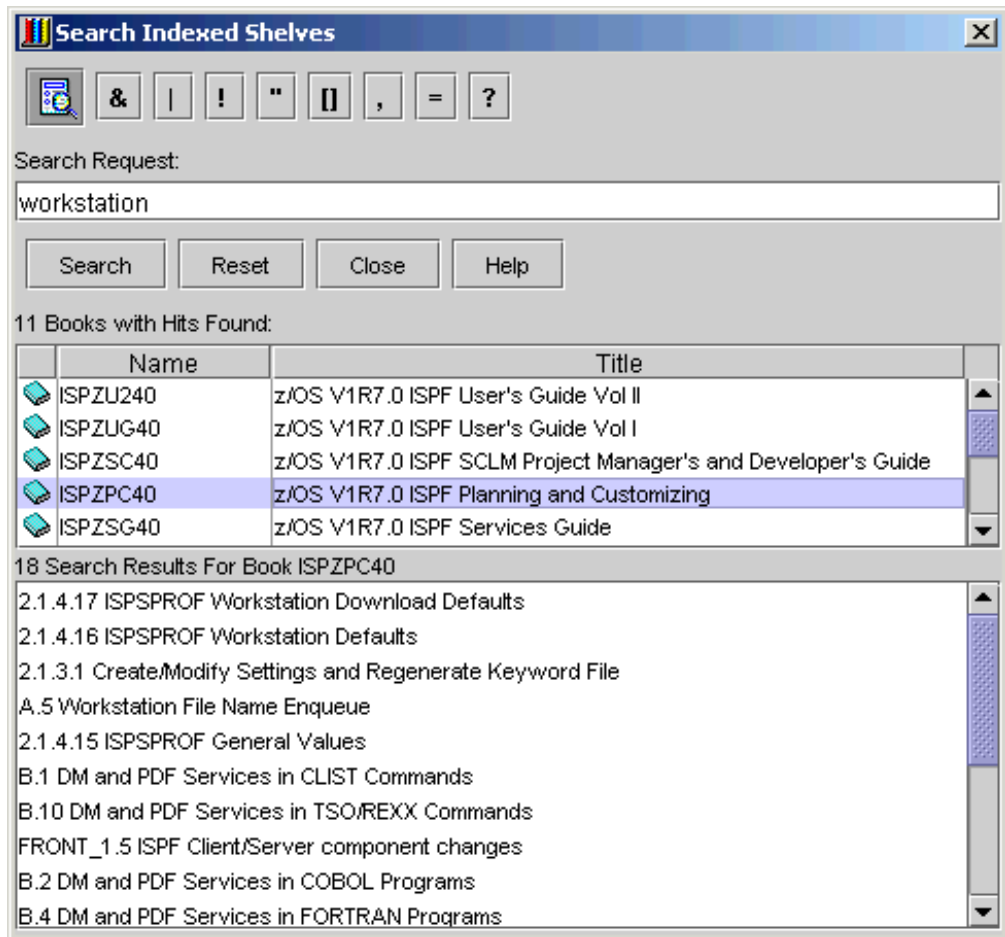 Search Indexed Shelves
& | ! " [] , = ?
Search Request:
workstation
Search Reset Close Help
11 Books with Hits Found:
Name Title
ISPZU240 z/OS V1R7.0 ISPF User's Guide Vol II
ISPZUG40 z/OS V1R7.0 ISPF User's Guide Vol I
ISPZSC40 z/OS V1R7.0 ISPF SCLM Project Manager's and Developer's Guide
ISPZPC40 z/OS V1R7.0 ISPF Planning and Customizing
ISPZSG40 z/OS V1R7.0 ISPF Services Guide
18 Search Results For Book ISPZPC40
2.1.4.17 ISPSPROF Workstation Download Defaults
2.1.4.16 ISPSPROF Workstation Defaults
2.1.3.1 Create/Modify Settings and Regenerate Keyword File
A.5 Workstation File Name Enqueue
2.1.4.15 ISPSPROF General Values
B.1 DM and PDF Services in CLIST Commands
B.10 DM and PDF Services in TSO/REXX Commands
FRONT_1.5 ISPF Client/Server component changes
B.2 DM and PDF Services in COBOL Programs
B.4 DM and PDF Services in FORTRAN Programs